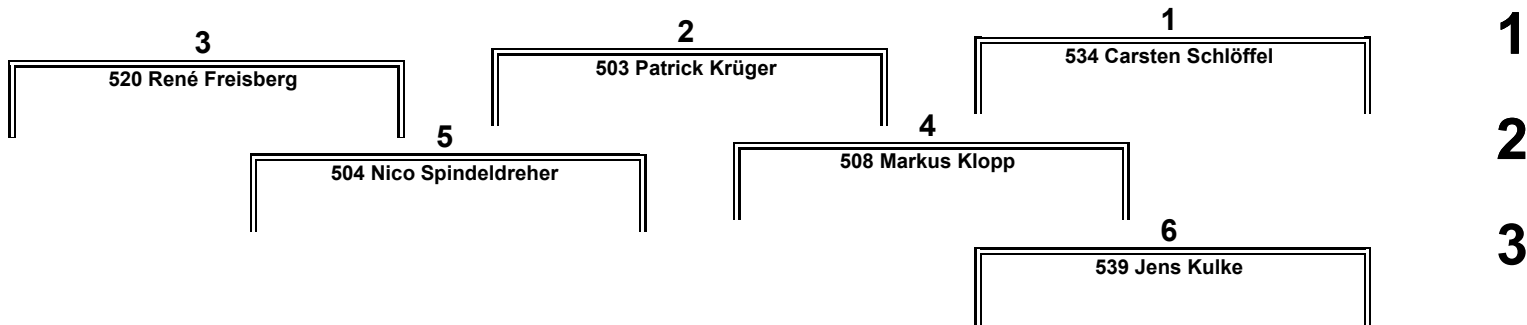 3 2 1 1
520 René Freisberg 503 Patrick Krüger 534 Carsten Schlöffel
5 4 2
504 Nico Spindeldreher 508 Markus Klopp
6 3
539 Jens Kulke